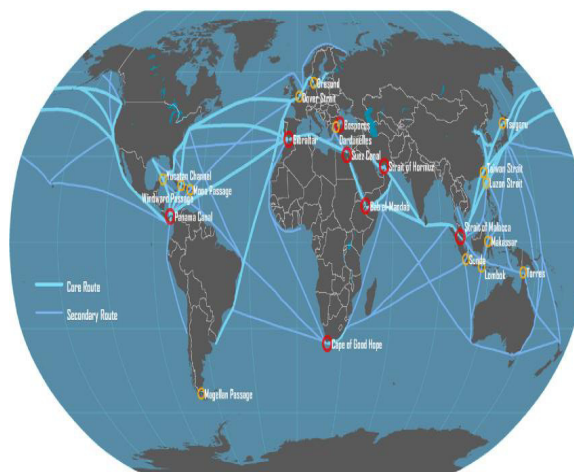 Oresund
Dover Strait
Bosporus
Dardanelles
Gibraltar
Suez Canal
Strait of Hormuz
Tsugaru
Taiwan Strait
Luzon Strait
Yucatan Channel
Windward Passage
Mona Passage
Panama Canal
Bab el-Mandab
Strait of Malacca
Makassar
Sunda
Lombok
Torres
Core Route
Secondary Route
Cape of Good Hope
Magellan Passage